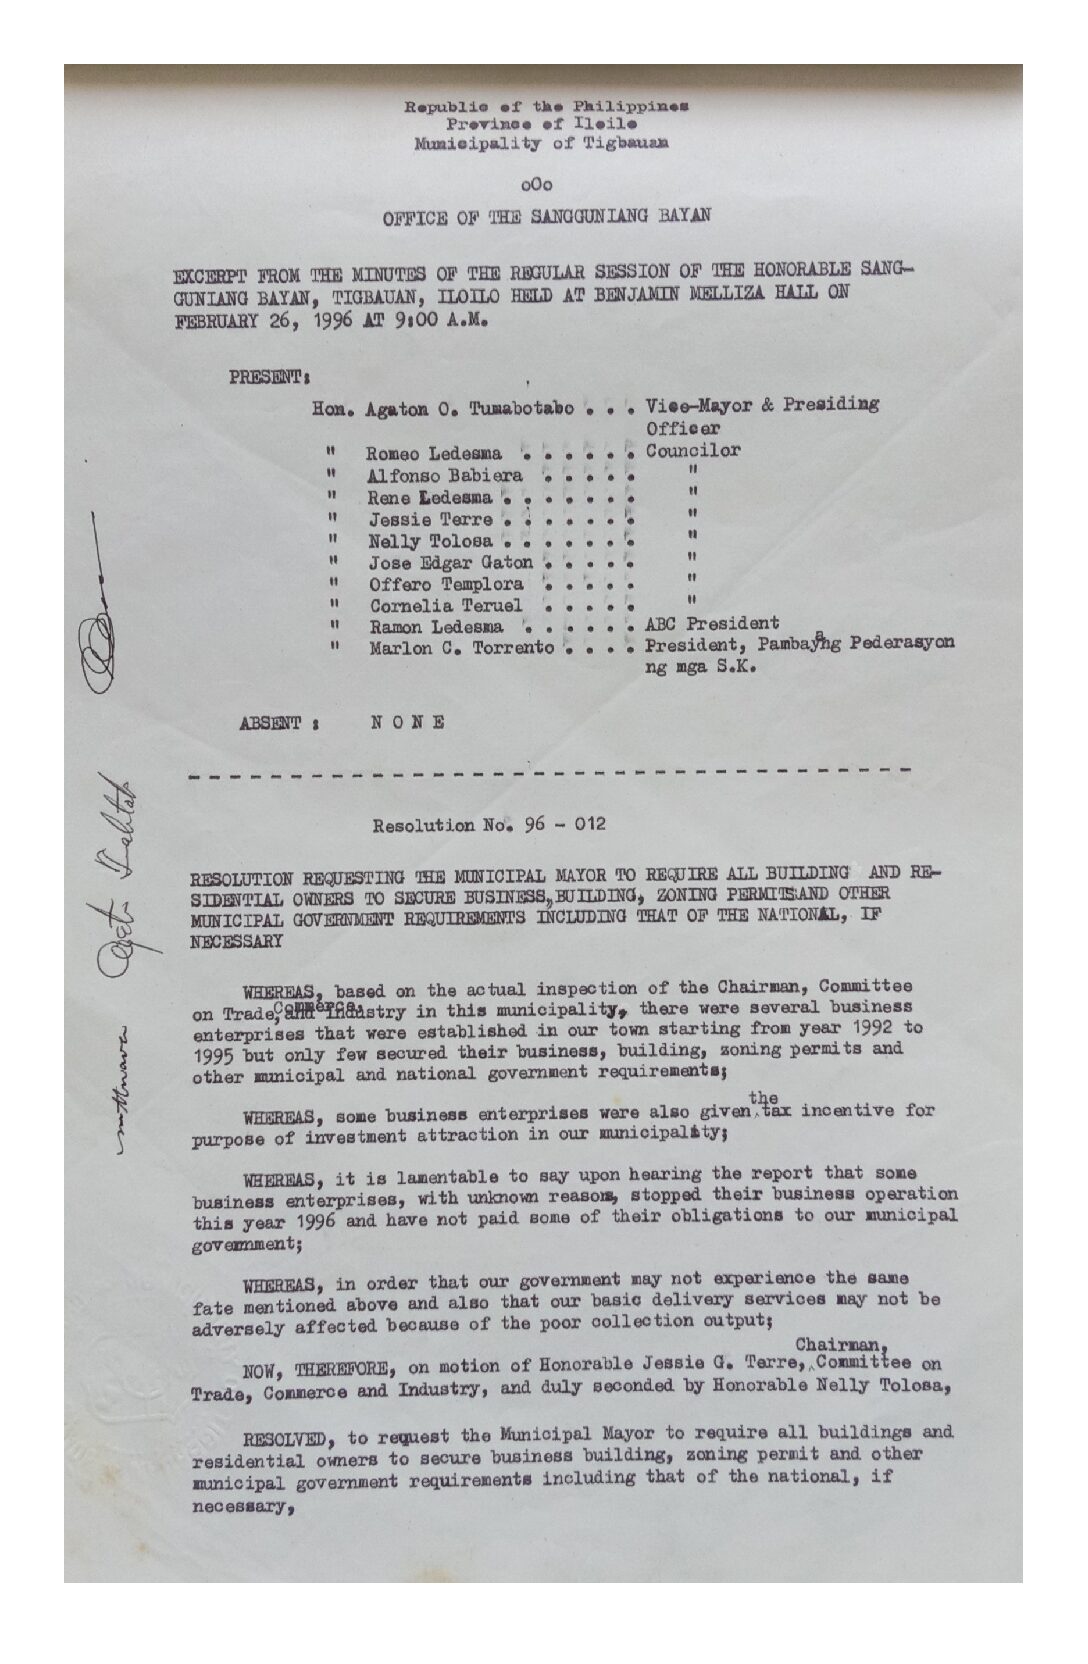 Republic of the Philippines
Province of Iloilo
Municipality of Tigbauan
oOo
OFFICE OF THE SANGGUNIANG BAYAN
EXCERPT FROM THE MINUTES OF THE REGULAR SESSION OF THE HONORABLE SANG-
GUNIANG BAYAN, TIGBAUAN, ILOILO HELD AT BENJAMIN MELLIZA HALL ON
FEBRUARY 26, 1996 AT 9:00 A.M.
PRESENT:
Hon. Agaton O. Tumabotabo . . . Vice-Mayor & Presiding
Officer
" Romeo Ledesma . . . . . . Councilor
" Alfonso Babiera . . . . . "
" Rene Ledesma . . . . . . . "
" Jessie Terre . . . . . . . "
" Nelly Tolosa . . . . . . . "
" Jose Edgar Gaton . . . . . "
" Offero Templora . . . . . "
" Cornelia Teruel . . . . . "
" Ramon Ledesma . . . . . . ABC President
" Marlon C. Torrento . . . . President, Pambayang Pederasyon
ng mga S.K.
ABSENT : N O N E
- - - - - - - - - - - - - - - - - - - - - - - - - - - - - - - - - - - -
Resolution No. 96 - 012
RESOLUTION REQUESTING THE MUNICIPAL MAYOR TO REQUIRE ALL BUILDING AND RE-
SIDENTIAL OWNERS TO SECURE BUSINESS, BUILDING, ZONING PERMITS AND OTHER
MUNICIPAL GOVERNMENT REQUIREMENTS INCLUDING THAT OF THE NATIONAL, IF
NECESSARY
WHEREAS, based on the actual inspection of the Chairman, Committee
on Trade, Commerce and Industry in this municipality, there were several business
enterprises that were established in our town starting from year 1992 to
1995 but only few secured their business, building, zoning permits and
other municipal and national government requirements;
WHEREAS, some business enterprises were also given the tax incentive for
purpose of investment attraction in our municipality;
WHEREAS, it is lamentable to say upon hearing the report that some
business enterprises, with unknown reason, stopped their business operation
this year 1996 and have not paid some of their obligations to our municipal
government;
WHEREAS, in order that our government may not experience the same
fate mentioned above and also that our basic delivery services may not be
adversely affected because of the poor collection output;
NOW, THEREFORE, on motion of Honorable Jessie G. Terre, Chairman, Committee on
Trade, Commerce and Industry, and duly seconded by Honorable Nelly Tolosa,
RESOLVED, to request the Municipal Mayor to require all buildings and
residential owners to secure business building, zoning permit and other
municipal government requirements including that of the national, if
necessary,